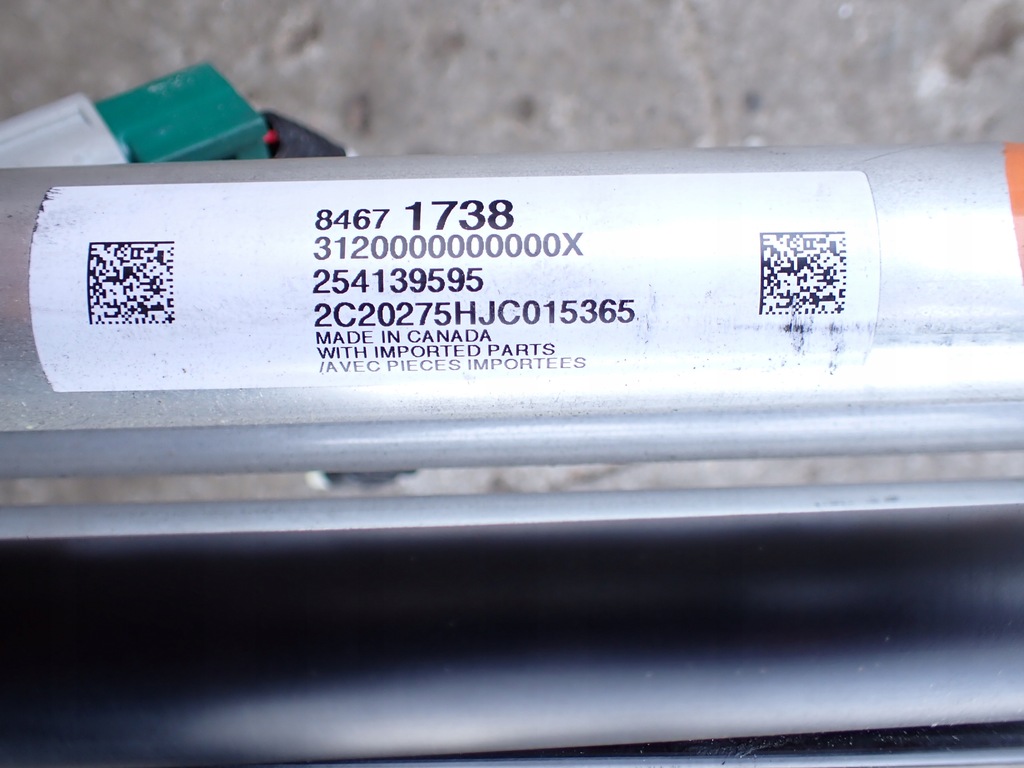 8467 1738
3120000000000X
254139595
2C20275HJC015365
MADE IN CANADA
WITH IMPORTED PARTS
/AVEC PIECES IMPORTEES